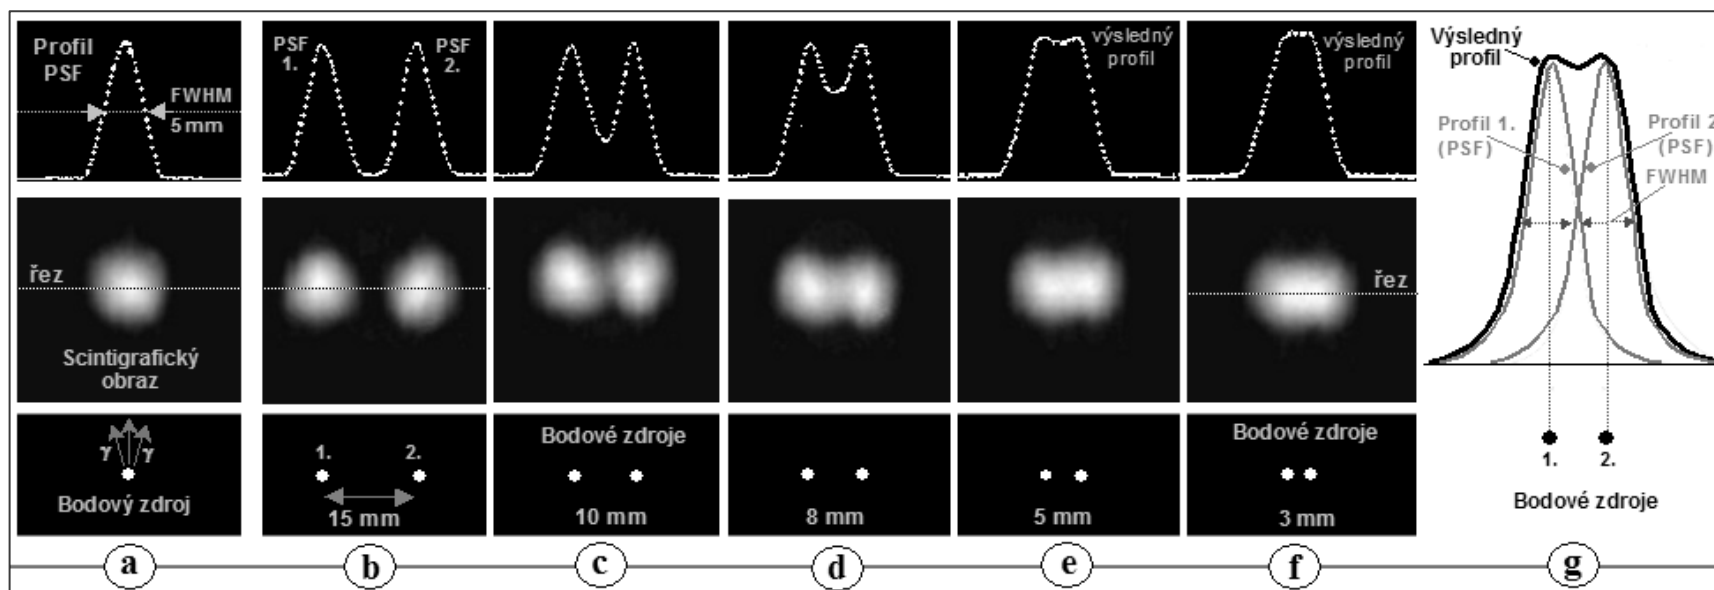 Profil
PSF
FWHM
5 mm
řez
Scintigrafický
obraz
γ γ
Bodový zdroj
a
PSF
1.
PSF
2.
1. 2.
15 mm
b
Bodové zdroje
10 mm
c
8 mm
d
výsledný
profil
5 mm
e
výsledný
profil
řez
Bodové zdroje
3 mm
f
Výsledný
profil
Profil 1.
(PSF)
Profil 2
(PSF)
FWHM
1. 2.
Bodové zdroje
g